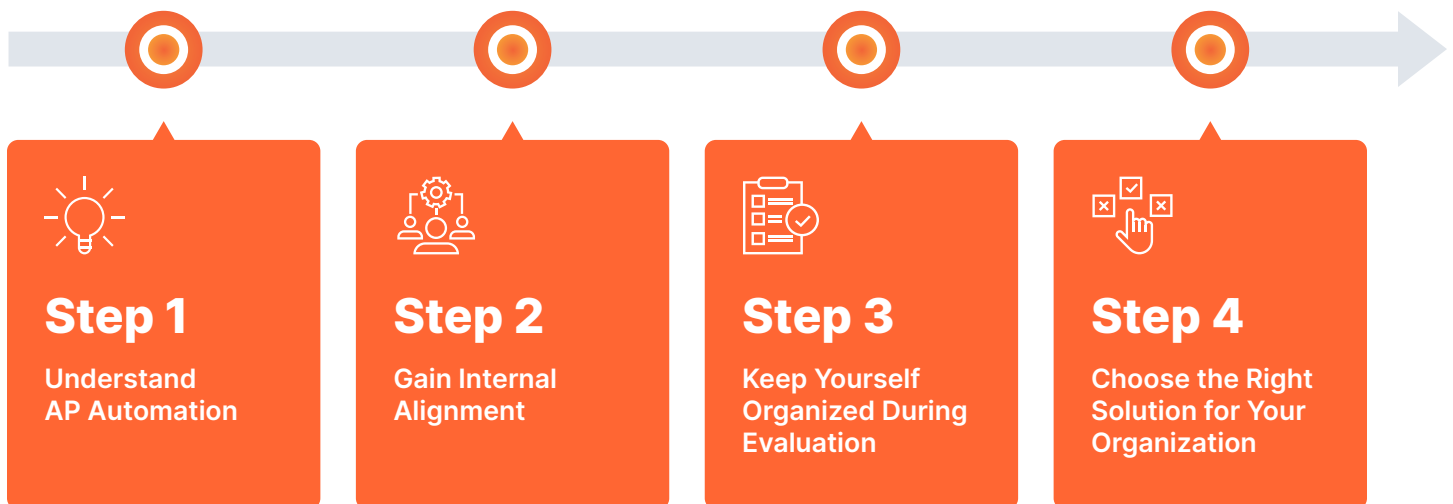 Step 1
Understand
AP Automation
Step 2
Gain Internal
Alignment
Step 3
Keep Yourself
Organized During
Evaluation
Step 4
Choose the Right
Solution for Your
Organization